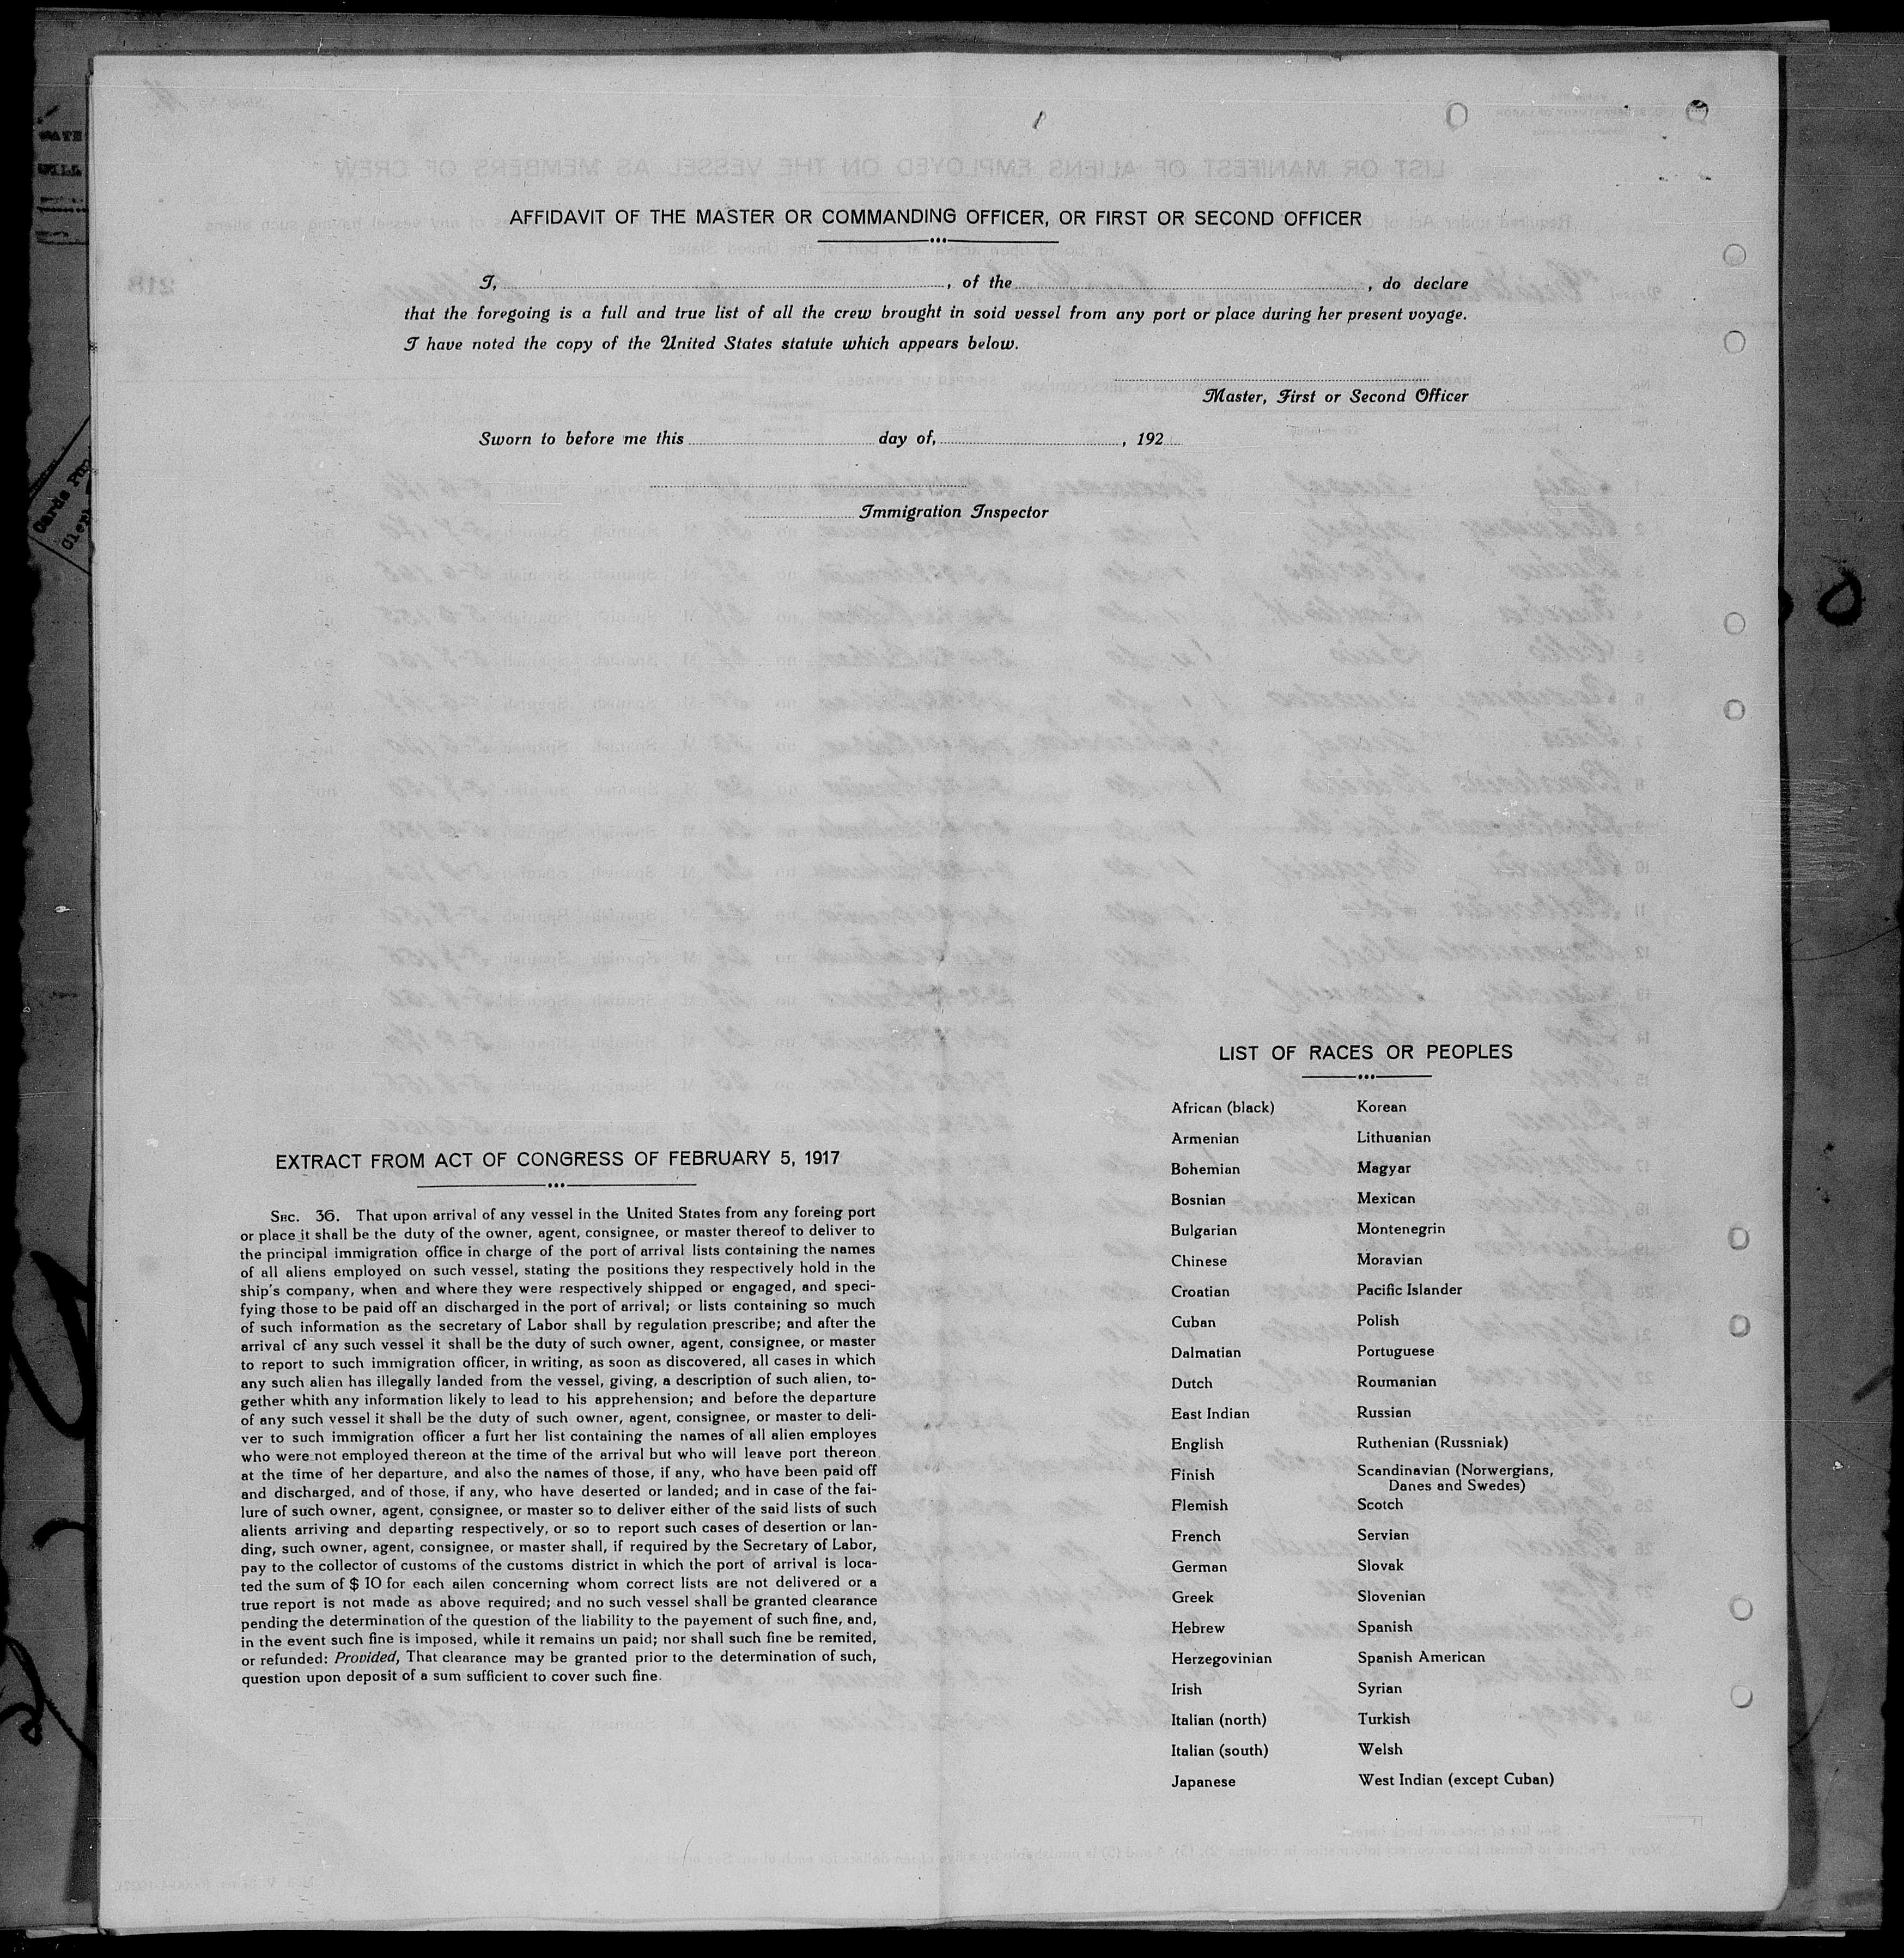 AFFIDAVIT OF THE MASTER OR COMMANDING OFFICER, OR FIRST OR SECOND OFFICER
I, , of the , do declare
that the foregoing is a full and true list of all the crew brought in soid vessel from any port or place during her present voyage.
I have noted the copy of the United States statute which appears below.
Master, First or Second Officer
Sworn to before me this day of, , 192
Immigration Inspector
EXTRACT FROM ACT OF CONGRESS OF FEBRUARY 5, 1917
SEC. 36. That upon arrival of any vessel in the United States from any foreing port
or place it shall be the duty of the owner, agent, consignee, or master thereof to deliver to
the principal immigration office in charge of the port of arrival lists containing the names
of all aliens employed on such vessel, stating the positions they respectively hold in the
ship's company, when and where they were respectively shipped or engaged, and speci-
fying those to be paid off an discharged in the port of arrival; or lists containing so much
of such information as the secretary of Labor shall by regulation prescribe; and after the
arrival of any such vessel it shall be the duty of such owner, agent, consignee, or master
to report to such immigration officer, in writing, as soon as discovered, all cases in which
any such alien has illegally landed from the vessel, giving, a description of such alien, to-
gether whith any information likely to lead to his apprehension; and before the departure
of any such vessel it shall be the duty of such owner, agent, consignee, or master to deli-
ver to such immigration officer a furt her list containing the names of all alien employes
who were not employed thereon at the time of the arrival but who will leave port thereon
at the time of her departure, and also the names of those, if any, who have been paid off
and discharged, and of those, if any, who have deserted or landed; and in case of the fai-
lure of such owner, agent, consignee, or master so to deliver either of the said lists of such
alients arriving and departing respectively, or so to report such cases of desertion or lan-
ding, such owner, agent, consignee, or master shall, if required by the Secretary of Labor,
pay to the collector of customs of the customs district in which the port of arrival is loca-
ted the sum of $ 10 for each ailen concerning whom correct lists are not delivered or a
true report is not made as above required; and no such vessel shall be granted clearance
pending the determination of the question of the liability to the payement of such fine, and,
in the event such fine is imposed, while it remains un paid; nor shall such fine be remited,
or refunded: Provided, That clearance may be granted prior to the determination of such,
question upon deposit of a sum sufficient to cover such fine.
LIST OF RACES OR PEOPLES
African (black)
Armenian
Bohemian
Bosnian
Bulgarian
Chinese
Croatian
Cuban
Dalmatian
Dutch
East Indian
English
Finish
Flemish
French
German
Greek
Hebrew
Herzegovinian
Irish
Italian (north)
Italian (south)
Japanese
Korean
Lithuanian
Magyar
Mexican
Montenegrin
Moravian
Pacific Islander
Polish
Portuguese
Roumanian
Russian
Ruthenian (Russniak)
Scandinavian (Norwergians,
Danes and Swedes)
Scotch
Servian
Slovak
Slovenian
Spanish
Spanish American
Syrian
Turkish
Welsh
West Indian (except Cuban)